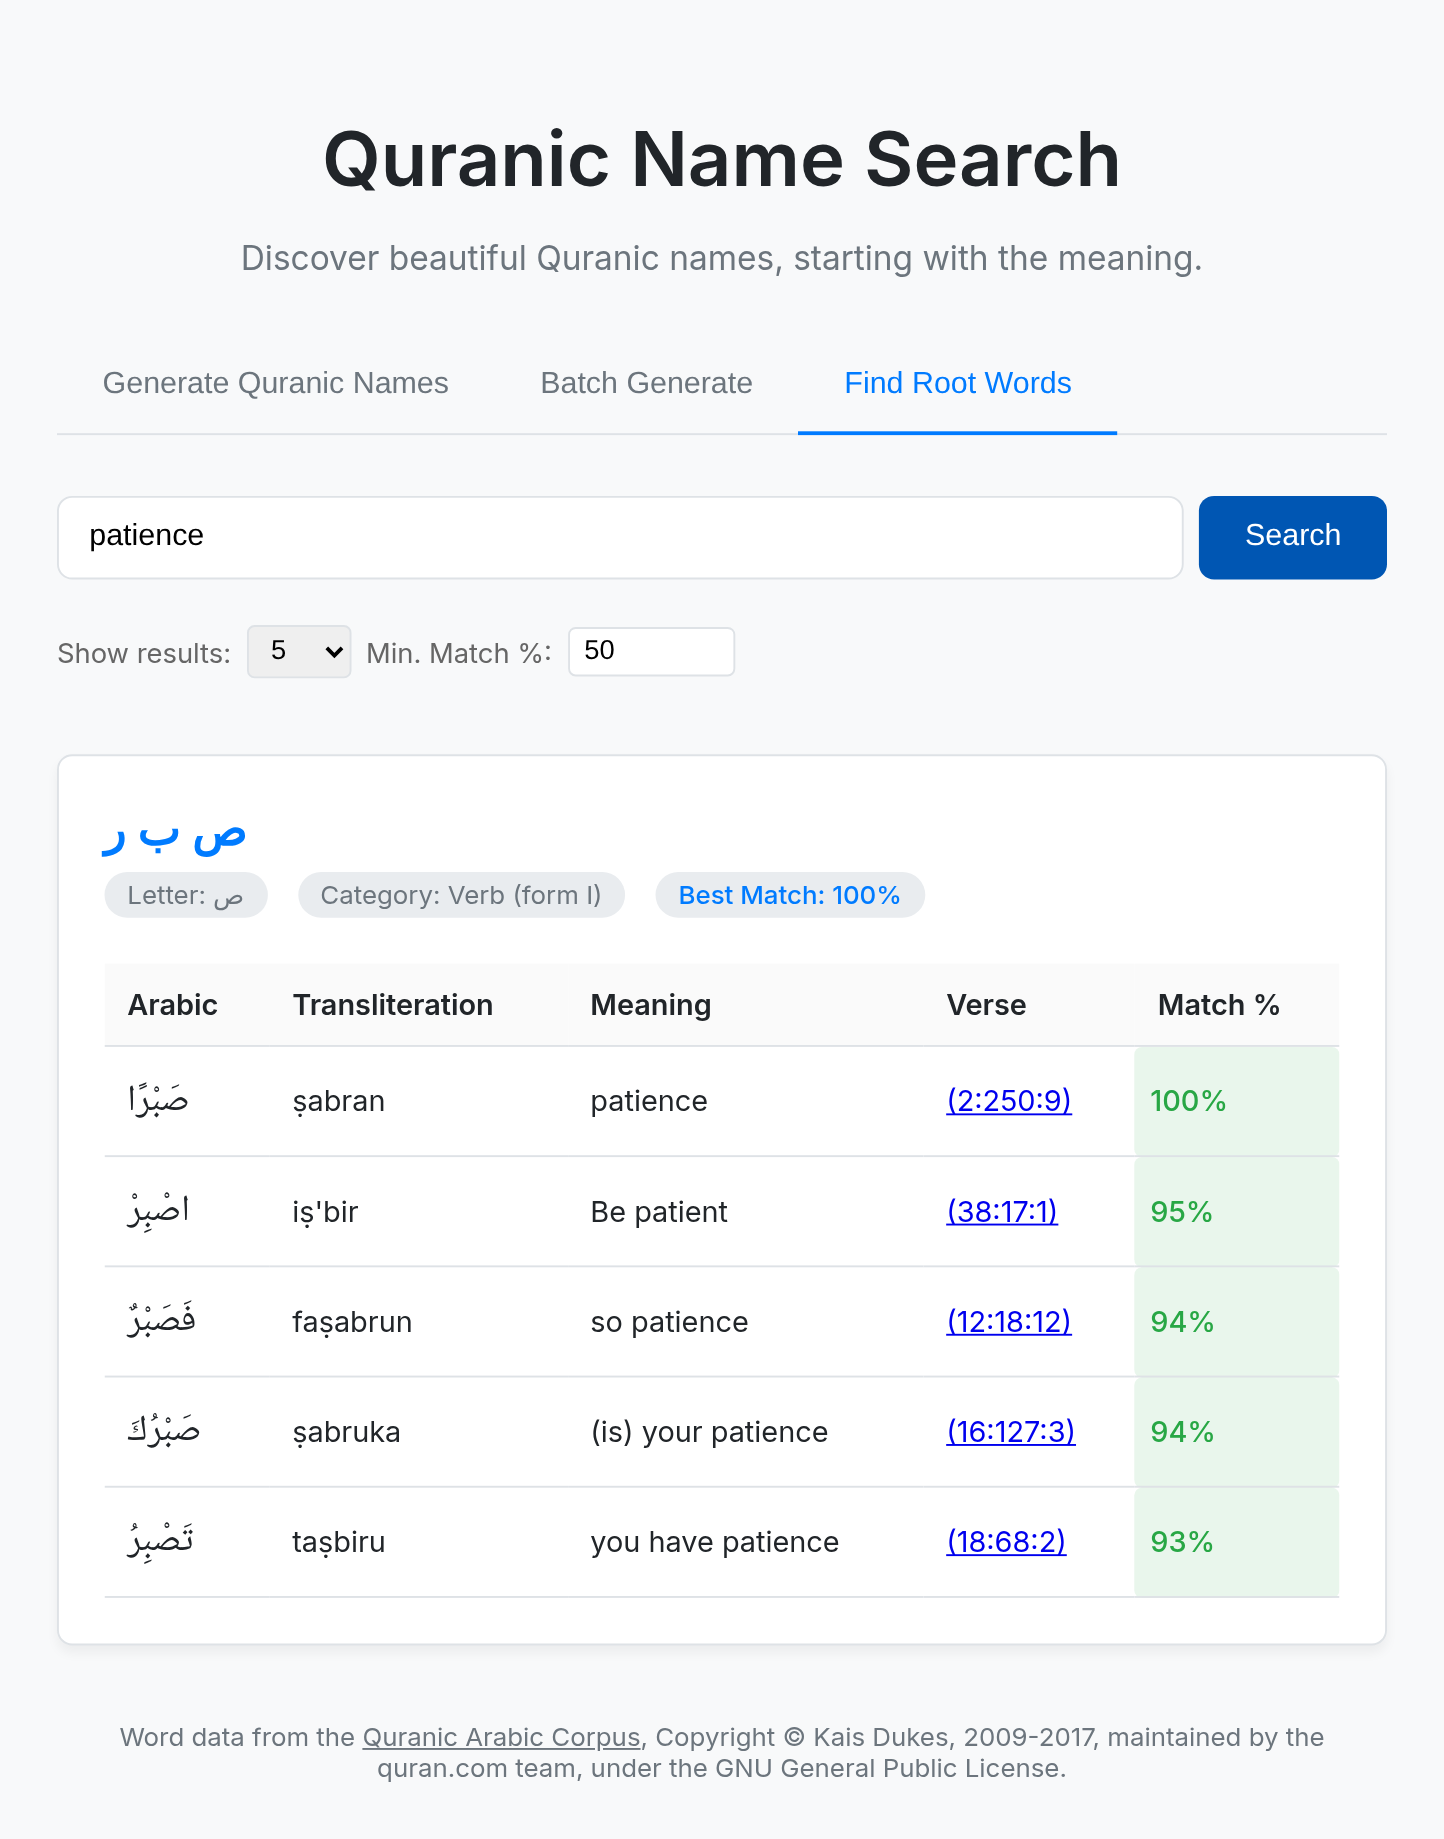 Quranic Name Search
Discover beautiful Quranic names, starting with the meaning.
Generate Quranic Names Batch Generate Find Root Words
patience Search
Show results: 5 Min. Match %: 50
ص ب ر
Letter: ص Category: Verb (form I) Best Match: 100%
Arabic Transliteration Meaning Verse Match %
صَبْرًا ṣabran patience (2:250:9) 100%
اصْبِرْ iṣ'bir Be patient (38:17:1) 95%
فَصَبْرٌ faṣabrun so patience (12:18:12) 94%
صَبْرُكَ ṣabruka (is) your patience (16:127:3) 94%
تَصْبِرُ taṣbiru you have patience (18:68:2) 93%
Word data from the Quranic Arabic Corpus, Copyright © Kais Dukes, 2009-2017, maintained by the
quran.com team, under the GNU General Public License.